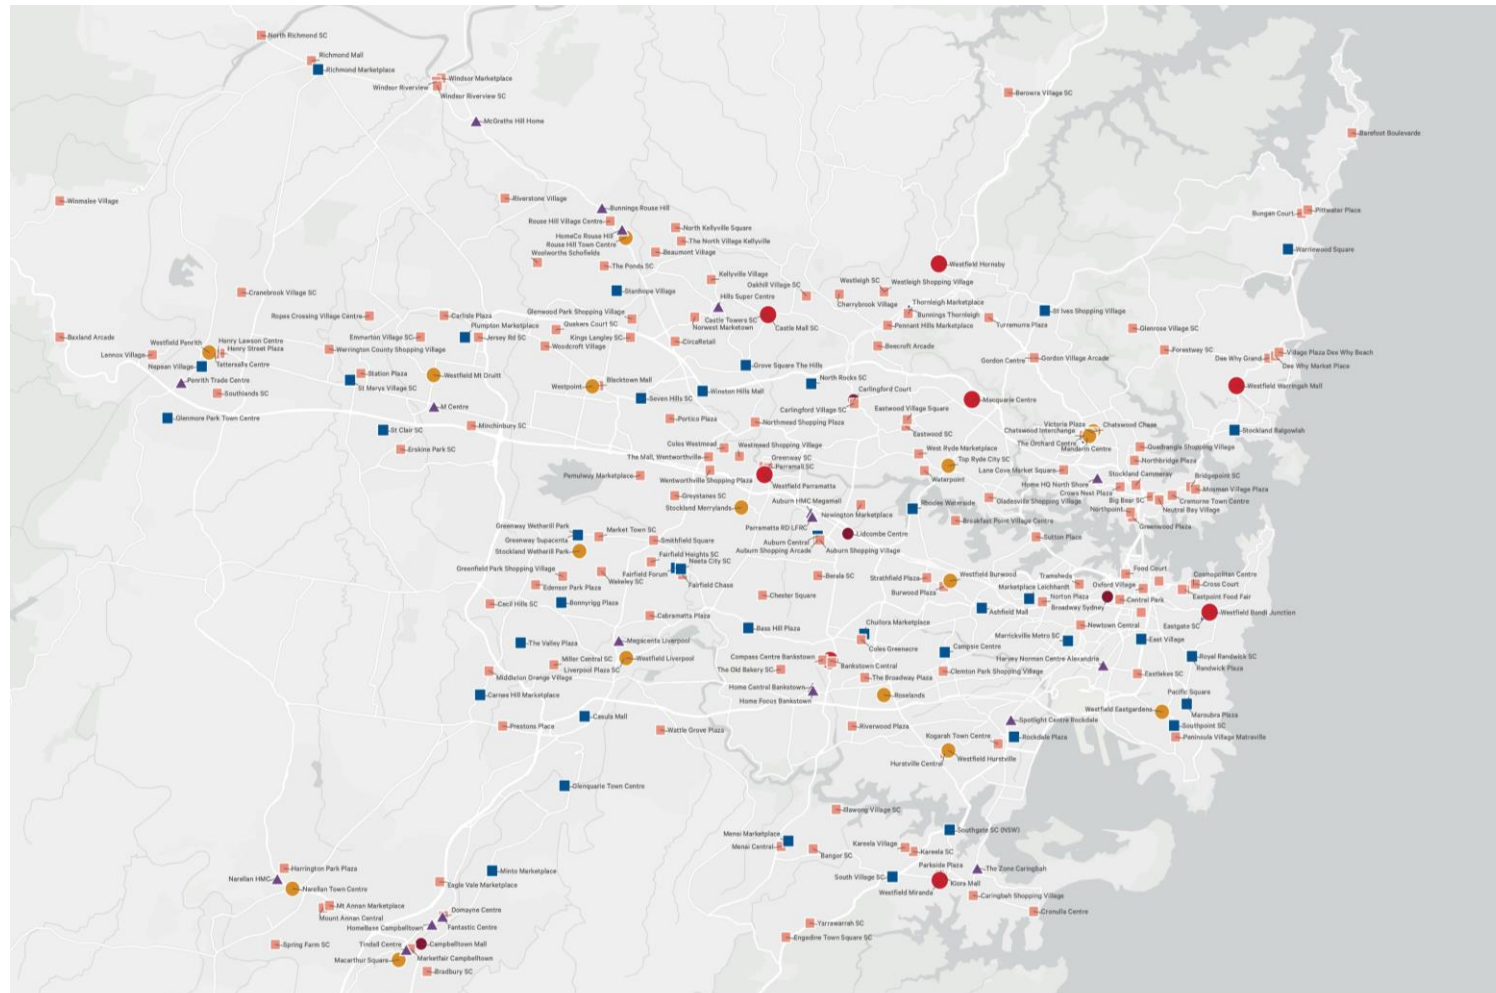 North Richmond SC
Richmond Mall
Richmond Marketplace
Windsor Marketplace
Windsor Riverview
Windsor Riverview SC
Berowra Village SC
McGraths Hill Home
Barefoot Boulevarde
Winmalee Village
Riverstone Village
Bunnings Rouse Hill
Bungan Court
Pittwater Plaza
Rouse Hill Village Centre
North Kellyville Square
HomeCo Rouse Hill
The North Village Kellyville
Rouse Hill Town Centre
Warriewood Square
Woolworths Schofields
Beaumont Village
The Ponds SC
Westfield Hornsby
Kellyville Village
Westleigh SC
Westleigh Shopping Village
Oakhill Village SC
Stanhope Village
Cranebrook Village SC
Hills Super Centre
Cherrybrook Village
Thornleigh Marketplace
Bunnings Thornleigh
St Ives Shopping Village
Ropes Crossing Village Centre
Carlisle Plaza
Glenwood Park Shopping Village
Castle Towers SC
Norwest Marketown
Castle Mall SC
Pennant Hills Marketplace
Turramurra Plaza
Plumpton Marketplace
Quakers Court SC
Glenrose Village SC
Blaxland Arcade
Emmerton Village SC
Jersey Rd SC
Kings Langley SC
CircaRetail
Westfield Penrith
Henry Lawson Centre
Henry Street Plaza
Werrington County Shopping Village
Woodcroft Village
Beecroft Arcade
Forestway SC
Village Plaza Dee Why Beach
Lennox Village
Dee Why Grand
Gordon Centre
Gordon Village Arcade
Nepean Village
Tattersalls Centre
Dee Why Market Place
Grove Square The Hills
Station Plaza
Westfield Mt Druitt
Penrith Trade Centre
St Marys Village SC
Westpoint
Blacktown Mall
North Rocks SC
Westfield Warringah Mall
Southlands SC
Seven Hills SC
Winston Hills Mall
Carlingford Court
Macquarie Centre
M Centre
Carlingford Village SC
Eastwood Village Square
Glenmore Park Town Centre
Portico Plaza
Northmead Shopping Plaza
Minchinbury SC
Victoria Plaza
Chatswood Chase
Chatswood Interchange
St Clair SC
Eastwood SC
Stockland Balgowlah
The Orchard Centre
Mandarin Centre
Erskine Park SC
Coles Westmead
Westmead Shopping Village
West Ryde Marketplace
Quadrangle Shopping Village
The Mall, Wentworthville
Greenway SC
Parramall SC
Top Ryde City SC
Northbridge Plaza
Lane Cove Market Square
Pemulwuy Marketplace
Wentworthville Shopping Plaza
Westfield Parramatta
Waterpoint
Stockland Cammeray
Bridgepoint SC
Home HQ North Shore
Crows Nest Plaza
Mosman Village Plaza
Greystanes SC
Auburn HMC Megamall
Gladesville Shopping Village
Big Bear SC
Cremorne Town Centre
Stockland Merrylands
Rhodes Waterside
Northpoint
Neutral Bay Village
Newington Marketplace
Greenway Wetherill Park
Parramatta RD LFRC
Breakfast Point Village Centre
Greenwood Plaza
Market Town SC
Lidcombe Centre
Greenway Supacenta
Smithfield Square
Auburn Central
Sutton Place
Stockland Wetherill Park
Auburn Shopping Arcade
Auburn Shopping Village
Fairfield Heights SC
Neeta City SC
Greenfield Park Shopping Village
Fairfield Forum
Wakeley SC
Fairfield Chase
Berala SC
Strathfield Plaza
Westfield Burwood
Tramsheds
Food Court
Cosmopolitan Centre
Edensor Park Plaza
Burwood Plaza
Marketplace Leichhardt
Oxford Village
Cross Court
Chester Square
Norton Plaza
Central Park
Eastpoint Food Fair
Cecil Hills SC
Bonnyrigg Plaza
Ashfield Mall
Broadway Sydney
Westfield Bondi Junction
Cabramatta Plaza
Chullora Marketplace
Newtown Central
Eastgate SC
Bass Hill Plaza
Marrickville Metro SC
East Village
The Valley Plaza
Megacenta Liverpool
Coles Greenacre
Campsie Centre
Miller Central SC
Westfield Liverpool
Compass Centre Bankstown
Harvey Norman Centre Alexandria
Royal Randwick SC
Liverpool Plaza SC
The Old Bakery SC
Bankstown Central
Randwick Plaza
Middleton Grange Village
The Broadway Plaza
Clemton Park Shopping Village
Eastlakes SC
Carnes Hill Marketplace
Home Central Bankstown
Roselands
Pacific Square
Home Focus Bankstown
Westfield Eastgardens
Maroubra Plaza
Casula Mall
Prestons Place
Wattle Grove Plaza
Riverwood Plaza
Spotlight Centre Rockdale
Southpoint SC
Kogarah Town Centre
Rockdale Plaza
Peninsula Village Matraville
Hurstville Central
Westfield Hurstville
Glenquarie Town Centre
Illawong Village SC
Menai Marketplace
Southgate SC (NSW)
Menai Central
Bangor SC
Kareela Village
Kareela SC
Harrington Park Plaza
Minto Marketplace
Parkside Plaza
The Zone Caringbah
Narellan HMC
Eagle Vale Marketplace
South Village SC
Kiora Mall
Narellan Town Centre
Westfield Miranda
Caringbah Shopping Village
Mt Annan Marketplace
Domayne Centre
Cronulla Centre
Mount Annan Central
HomeBase Campbelltown
Fantastic Centre
Yarrawarrah SC
Spring Farm SC
Tindall Centre
Campbelltown Mall
Engadine Town Square SC
Macarthur Square
Marketfair Campbelltown
Bradbury SC